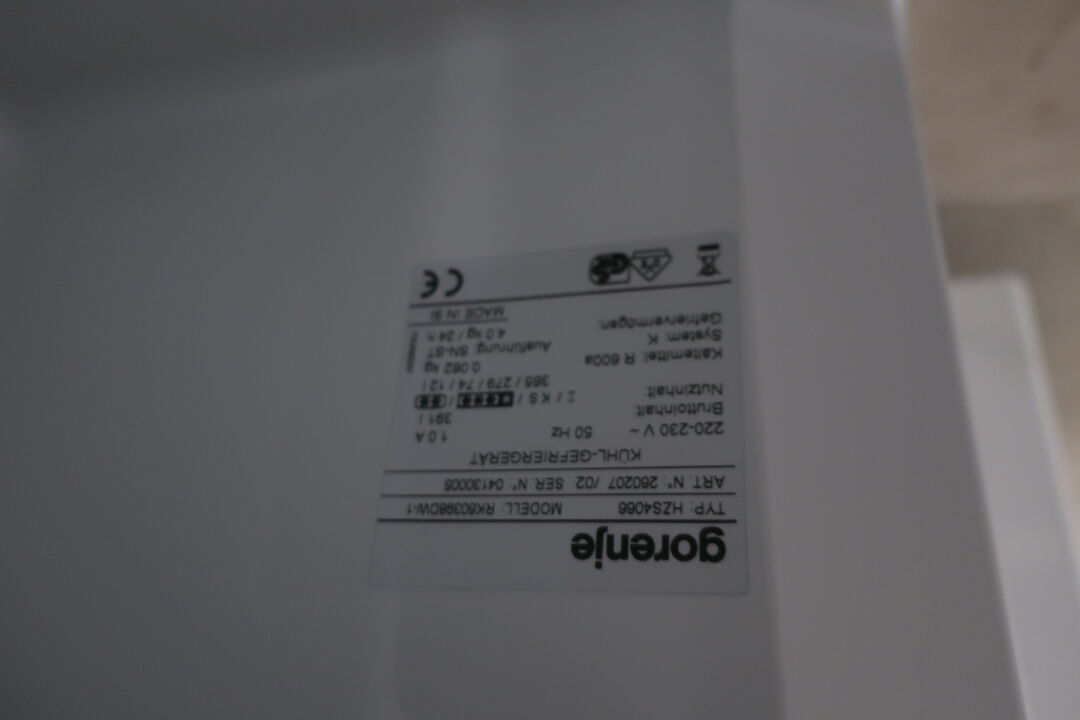 gorenje
TYP: HZS4066 MODELL: RK60398OW-1
ART. N°: 260207 /02 SER N°: 04130005
KÜHL-GEFRIERGERÄT
220-230 V ~ 50 Hz 1.0 A
Bruttoinhalt: 391 l
Nutzinhalt: 365 / 279 / 74 / 12 l
Kältemittel: R 600a 0.062 kg
System: K Ausführung: SN-ST
Gefriervermögen: 4.0 kg / 24 h
MADE IN SI
CE